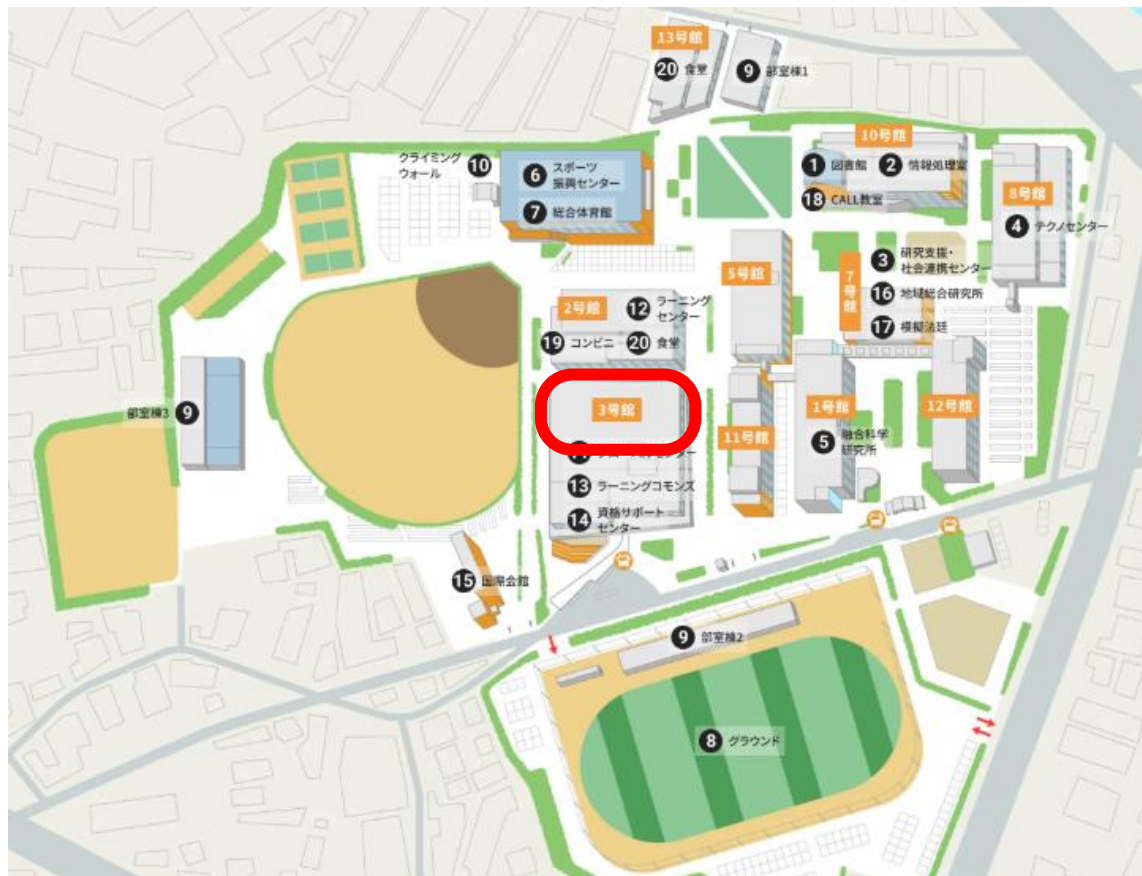 13号館
20 食堂
9 部室棟1
10号館
クライミング
ウォール
10
6 スポーツ
振興センター
7 総合体育館
1 図書館
2 情報処理室
18 CALL教室
8号館
4 テクノセンター
5号館
7号館
3 研究支援・
社会連携センター
16 地域総合研究所
17 模擬法廷
2号館
12 ラーニング
センター
19 コンビニ
20 食堂
部室棟3 9
3号館
13 ラーニングコモンズ
14 資格サポート
センター
11号館
1号館
5 融合科学
研究所
12号館
15 国際会館
9 部室棟2
8 グラウンド